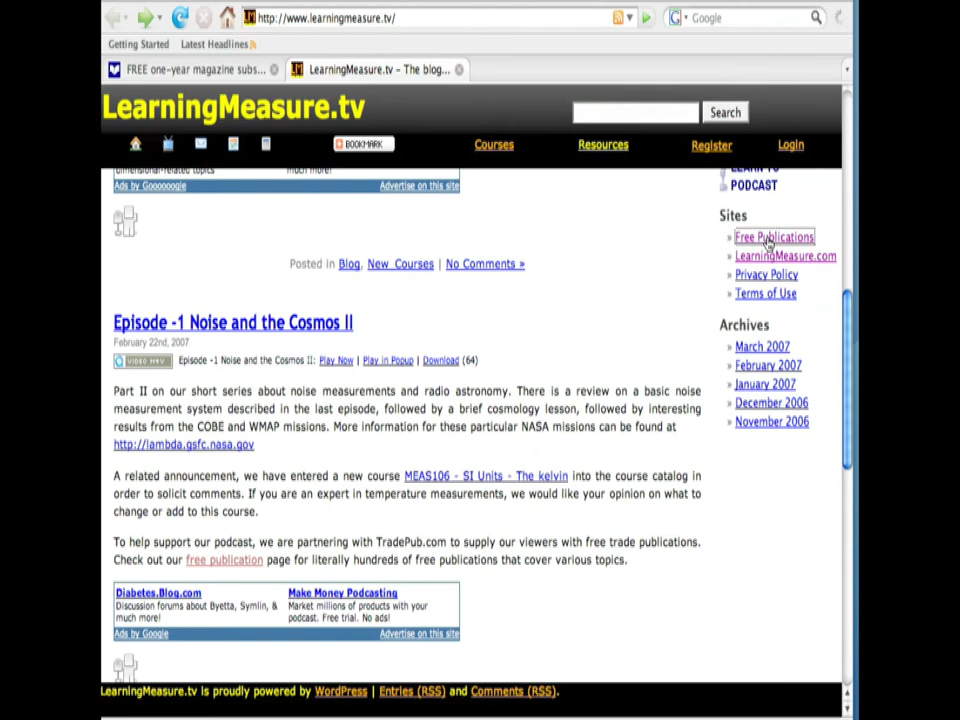 http://www.learningmeasure.tv/
Google
Getting Started Latest Headlines
FREE one-year magazine subs... LearningMeasure.tv - The blog...
LearningMeasure.tv
Search
BOOKMARK Courses Resources Register Login
dimensional-related topics much more!
Ads by Goooooogle Advertise on this site
LEARN TO
PODCAST
Sites
» Free Publications
» LearningMeasure.com
» Privacy Policy
» Terms of Use
Archives
» March 2007
» February 2007
» January 2007
» December 2006
» November 2006
Posted in Blog, New Courses | No Comments »
Episode -1 Noise and the Cosmos II
February 22nd, 2007
VIDEO M4V Episode -1 Noise and the Cosmos II: Play Now | Play in Popup | Download (64)
Part II on our short series about noise measurements and radio astronomy. There is a review on a basic noise
measurement system described in the last episode, followed by a brief cosmology lesson, followed by interesting
results from the COBE and WMAP missions. More information for these particular NASA missions can be found at
http://lambda.gsfc.nasa.gov
A related announcement, we have entered a new course MEAS106 - SI Units - The kelvin into the course catalog in
order to solicit comments. If you are an expert in temperature measurements, we would like your opinion on what to
change or add to this course.
To help support our podcast, we are partnering with TradePub.com to supply our viewers with free trade publications.
Check out our free publication page for literally hundreds of free publications that cover various topics.
Diabetes.Blog.com Make Money Podcasting
Discussion forums about Byetta, Symlin, & Market millions of products with your
much more! podcast. Free trial. No ads!
Ads by Google Advertise on this site
LearningMeasure.tv is proudly powered by WordPress | Entries (RSS) and Comments (RSS).